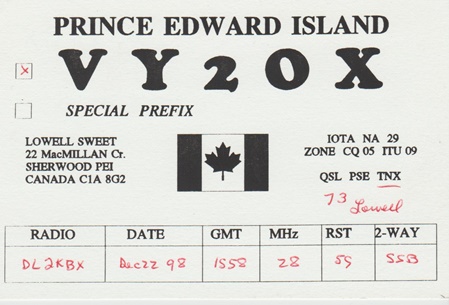 PRINCE EDWARD ISLAND
X VY2OX
SPECIAL PREFIX
LOWELL SWEET
22 MacMILLAN Cr.
SHERWOOD PEI
CANADA C1A 8G2
IOTA NA 29
ZONE CQ 05 ITU 09
QSL PSE TNX
73 Lowell
RADIO DATE GMT MHz RST 2-WAY
DL2KBX Dec22 98 1558 28 59 SSB